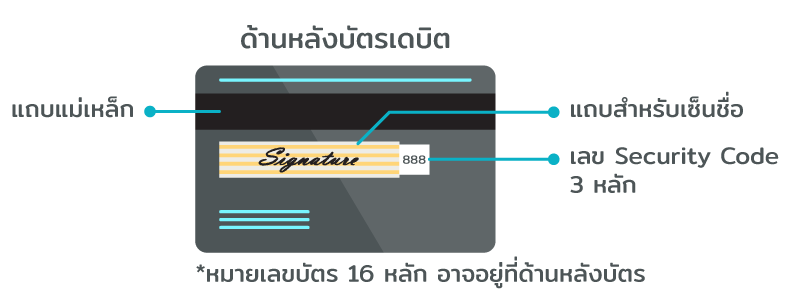 ด้านหลังบัตรเดบิต
แถบแม่เหล็ก
แถบสำหรับเซ็นชื่อ
Signature
888
เลข Security Code
3 หลัก
*หมายเลขบัตร 16 หลัก อาจอยู่ที่ด้านหลังบัตร